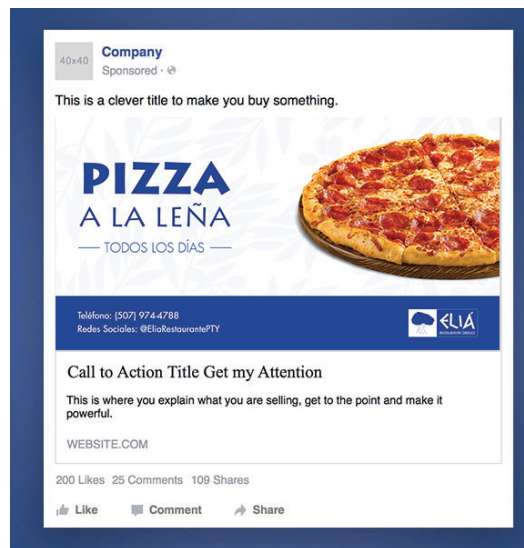 40x40
Company
Sponsored ·
This is a clever title to make you buy something.
PIZZA
A LA LEÑA
TODOS LOS DÍAS
Teléfono: (507) 974-4788
Redes Sociales: @EliaRestaurantePTY
ELIÁ
RESTAURANTE GRIEGO
Call to Action Title Get my Attention
This is where you explain what you are selling, get to the point and make it
powerful.
WEBSITE.COM
200 Likes 25 Comments 109 Shares
Like Comment Share